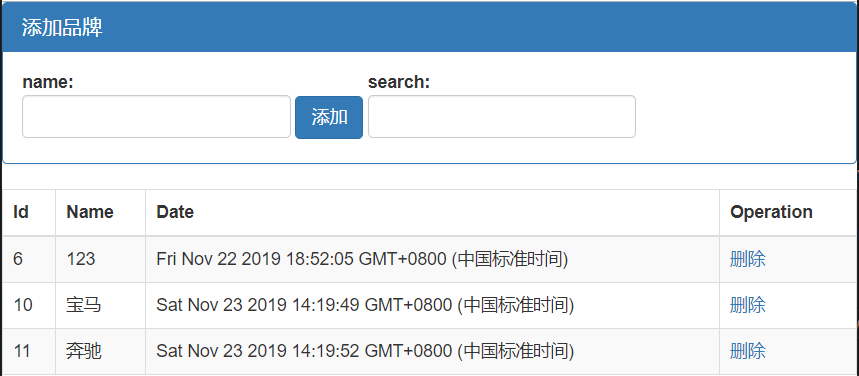 添加品牌
name: search:
添加
Id Name Date Operation
6 123 Fri Nov 22 2019 18:52:05 GMT+0800 (中国标准时间) 删除
10 宝马 Sat Nov 23 2019 14:19:49 GMT+0800 (中国标准时间) 删除
11 奔驰 Sat Nov 23 2019 14:19:52 GMT+0800 (中国标准时间) 删除